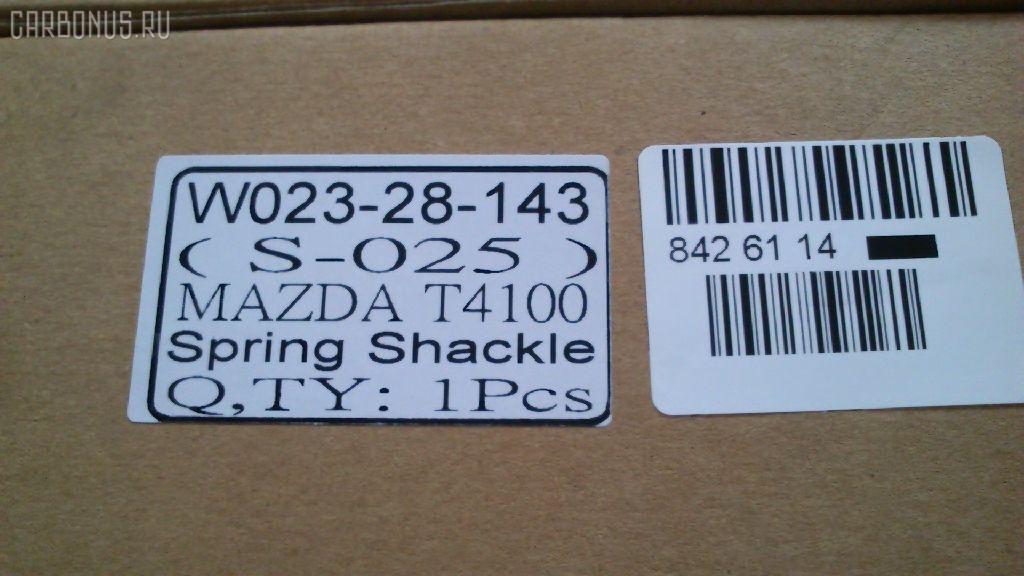 CARBONUS.RU
W023-28-143
( S-025 )
MAZDA T4100
Spring Shackle
Q,TY: 1Pcs
842 61 14